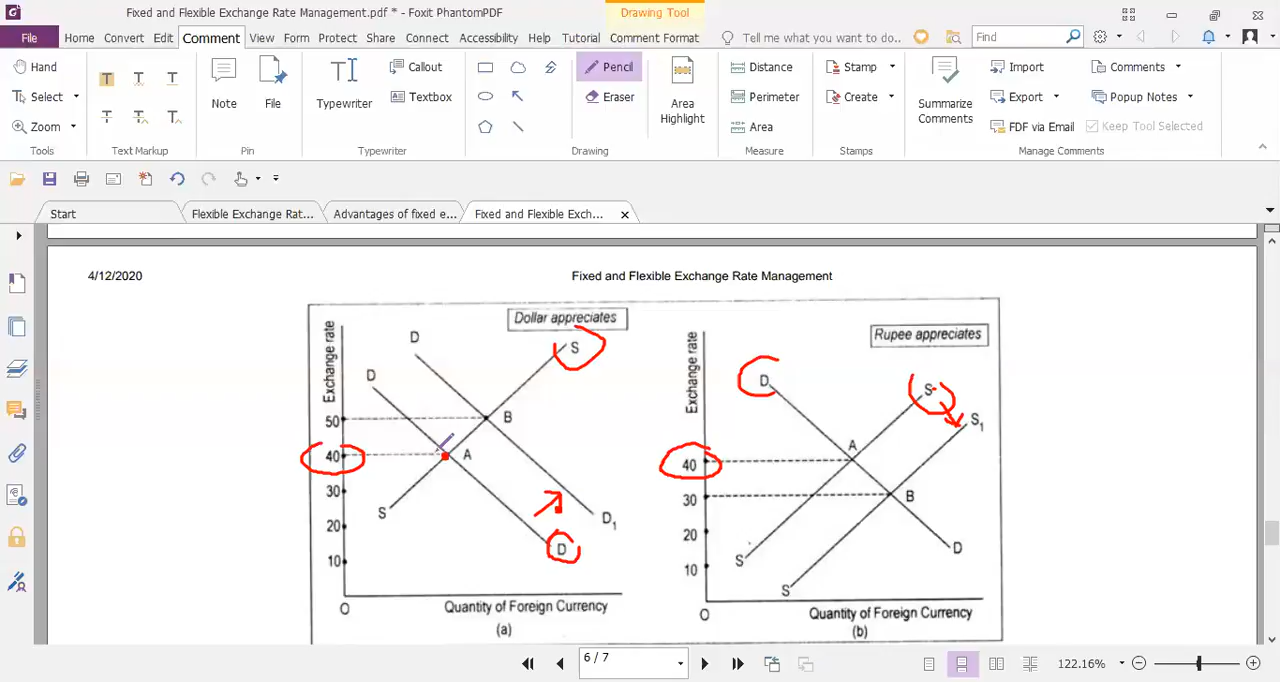 Fixed and Flexible Exchange Rate Management.pdf * - Foxit PhantomPDF
Drawing Tool
File Home Convert Edit Comment View Form Protect Share Connect Accessibility Help Tutorial Comment Format Tell me what you want to do.. Find
Hand
Select
Zoom
Tools
T T T
T T T
Text Markup
Note
File
Pin
Typewriter
Callout
Textbox
Typewriter
Pencil
Eraser
Drawing
Area Highlight
Distance
Perimeter
Area
Measure
Stamp
Create
Stamps
Summarize Comments
Import
Export
FDF via Email
Comments
Popup Notes
Keep Tool Selected
Manage Comments
Start
Flexible Exchange Rat...
Advantages of fixed e...
Fixed and Flexible Exch...
4/12/2020 Fixed and Flexible Exchange Rate Management
Dollar appreciates
Exchange rate
D
D
S
50
B
40
A
30
S
D1
20
D
10
O
Quantity of Foreign Currency
(a)
Rupee appreciates
Exchange rate
D
S
S1
A
40
B
30
20
D
S
10
S
O
Quantity of Foreign Currency
(b)
6 / 7
122.16%